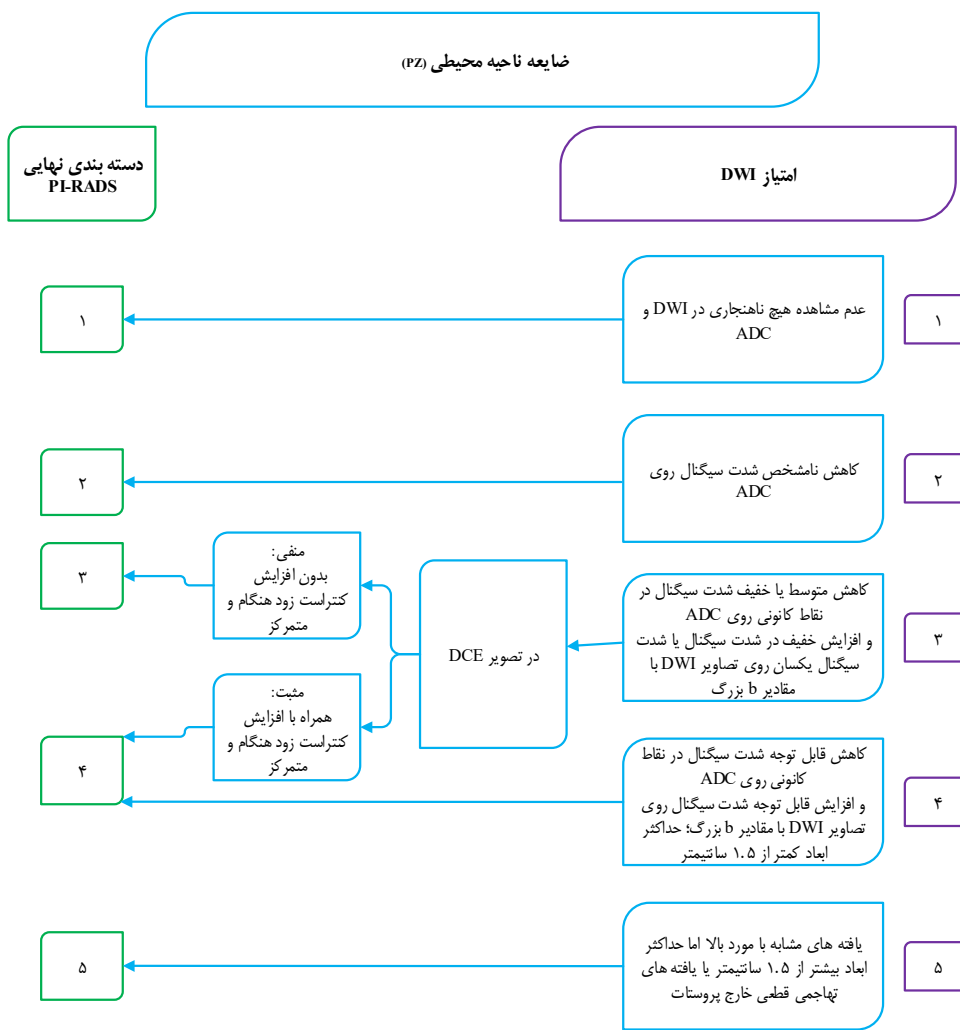 ضایعه ناحیه محیطی (PZ)
امتیاز DWI
دسته بندی نهایی
PI-RADS
۱
عدم مشاهده هیچ ناهنجاری در DWI و
ADC
۱
۲
کاهش نامشخص شدت سیگنال روی
ADC
۲
۳
کاهش متوسط یا خفیف شدت سیگنال در
نقاط کانونی روی ADC
و افزایش خفیف در شدت سیگنال یا شدت
سیگنال یکسان روی تصاویر DWI با
مقادیر b بزرگ
در تصویر DCE
منفی:
بدون افزایش
کنتراست زود هنگام و
متمرکز
۳
مثبت:
همراه با افزایش
کنتراست زود هنگام و
متمرکز
۴
۴
کاهش قابل توجه شدت سیگنال در نقاط
کانونی روی ADC
و افزایش قابل توجه شدت سیگنال روی
تصاویر DWI با مقادیر b بزرگ؛ حداکثر
ابعاد کمتر از ۱.۵ سانتیمتر
۵
یافته های مشابه با مورد بالا اما حداکثر
ابعاد بیشتر از ۱.۵ سانتیمتر یا یافته های
تهاجمی قطعی خارج پروستات
۵